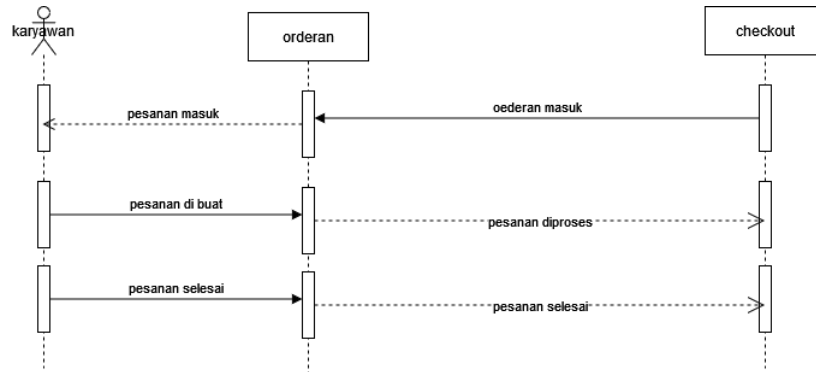 karyawan
orderan
checkout
pesanan masuk
oederan masuk
pesanan di buat
pesanan diproses
pesanan selesai
pesanan selesai